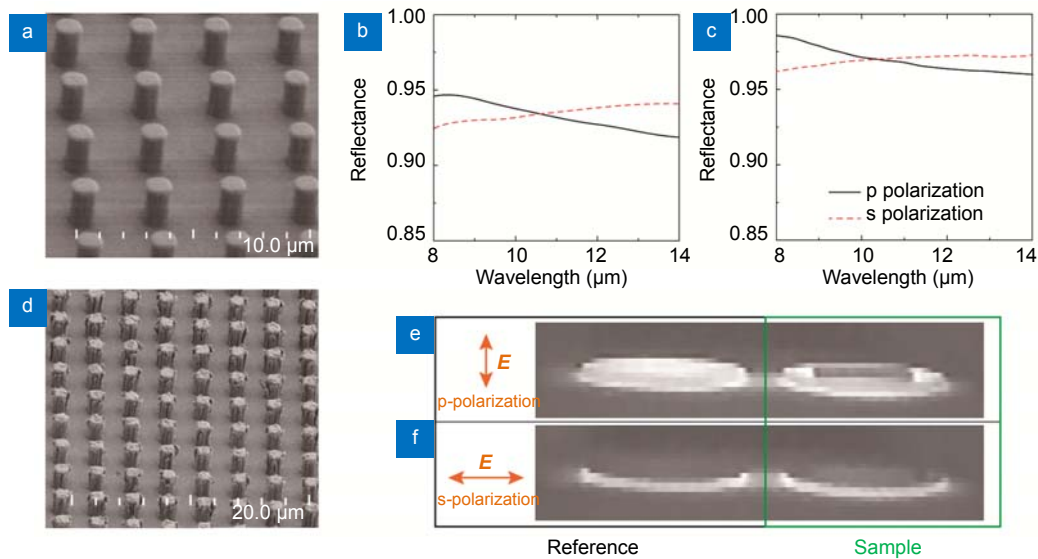 a
10.0 µm
b
1.00
0.95
0.90
0.85
Reflectance
8
10
12
14
Wavelength (µm)
c
1.00
0.95
0.90
0.85
Reflectance
p polarization
s polarization
8
10
12
14
Wavelength (µm)
d
20.0 µm
e
E
p-polarization
f
E
s-polarization
Reference
Sample